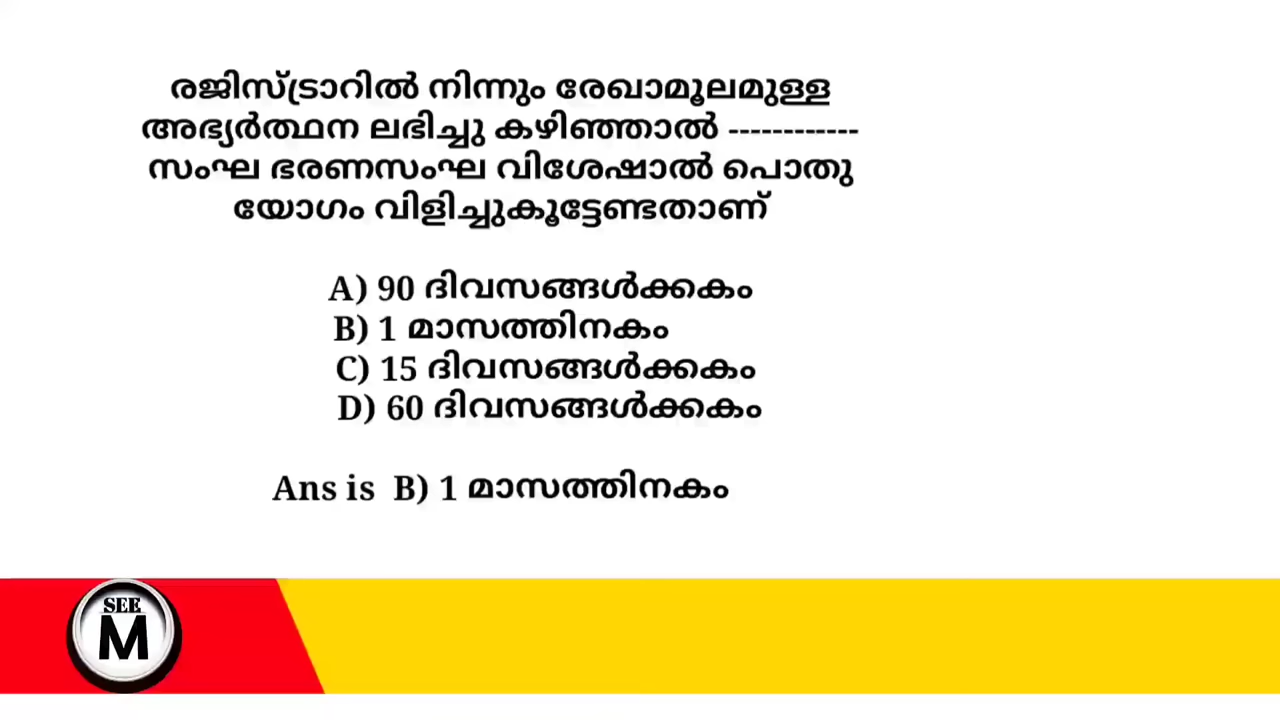 രജിസ്ട്രാറിൽ നിന്നും രേഖാമൂലമുള്ള
അഭ്യർത്ഥന ലഭിച്ചു കഴിഞ്ഞാൽ ------------
സംഘ ഭരണസംഘ വിശേഷാൽ പൊതു
യോഗം വിളിച്ചുകൂട്ടേണ്ടതാണ്
A) 90 ദിവസങ്ങൾക്കകം
B) 1 മാസത്തിനകം
C) 15 ദിവസങ്ങൾക്കകം
D) 60 ദിവസങ്ങൾക്കകം
Ans is B) 1 മാസത്തിനകം
SEE
M